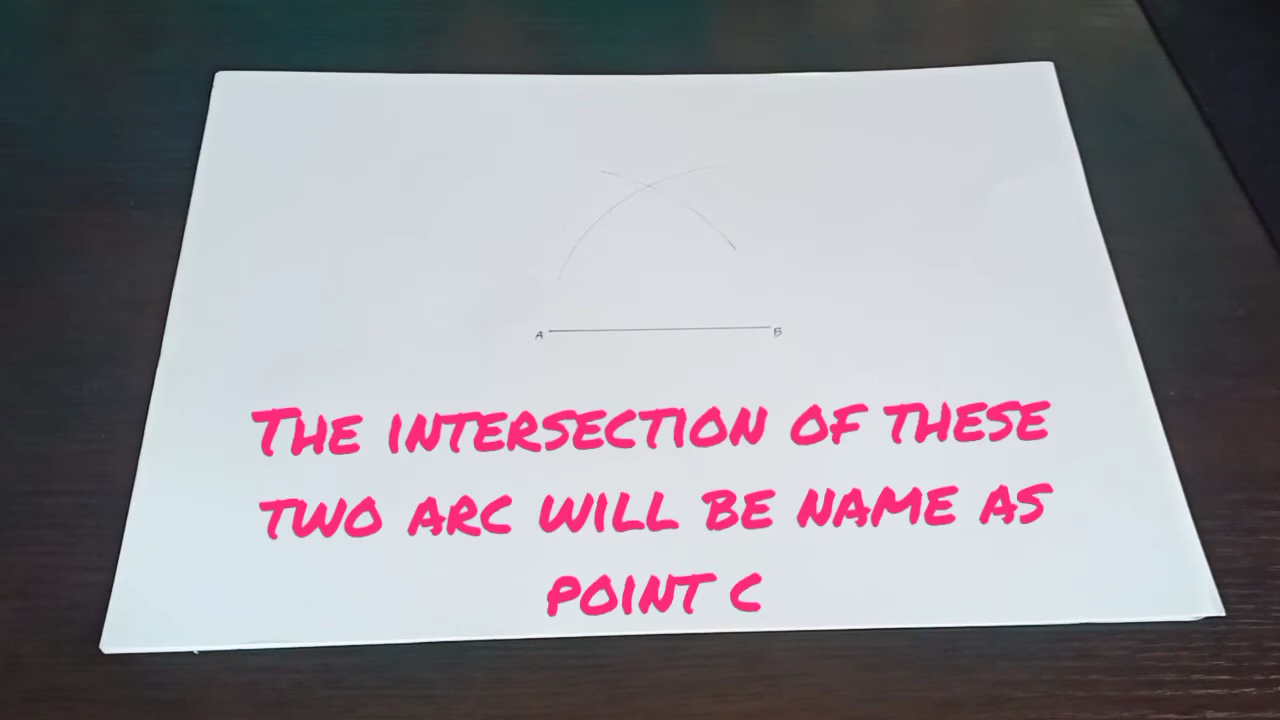 A B
The intersection of these
two arc will be name as
point C